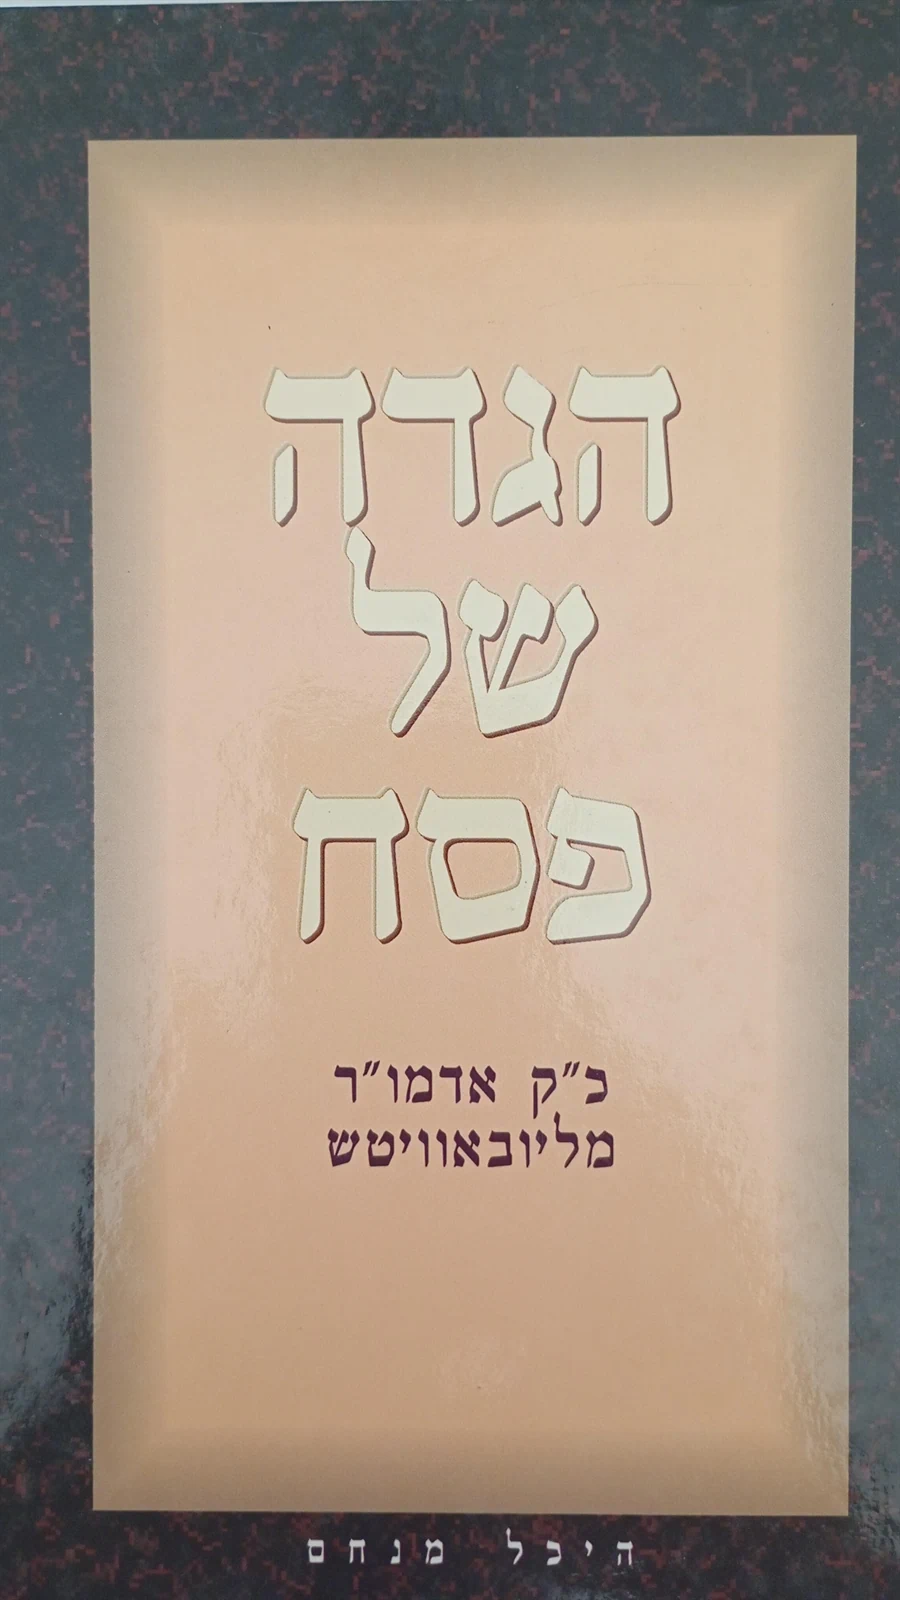 הגדה
של
פסח
כ"ק אדמו"ר
מליובאוויטש
היכל מנחם